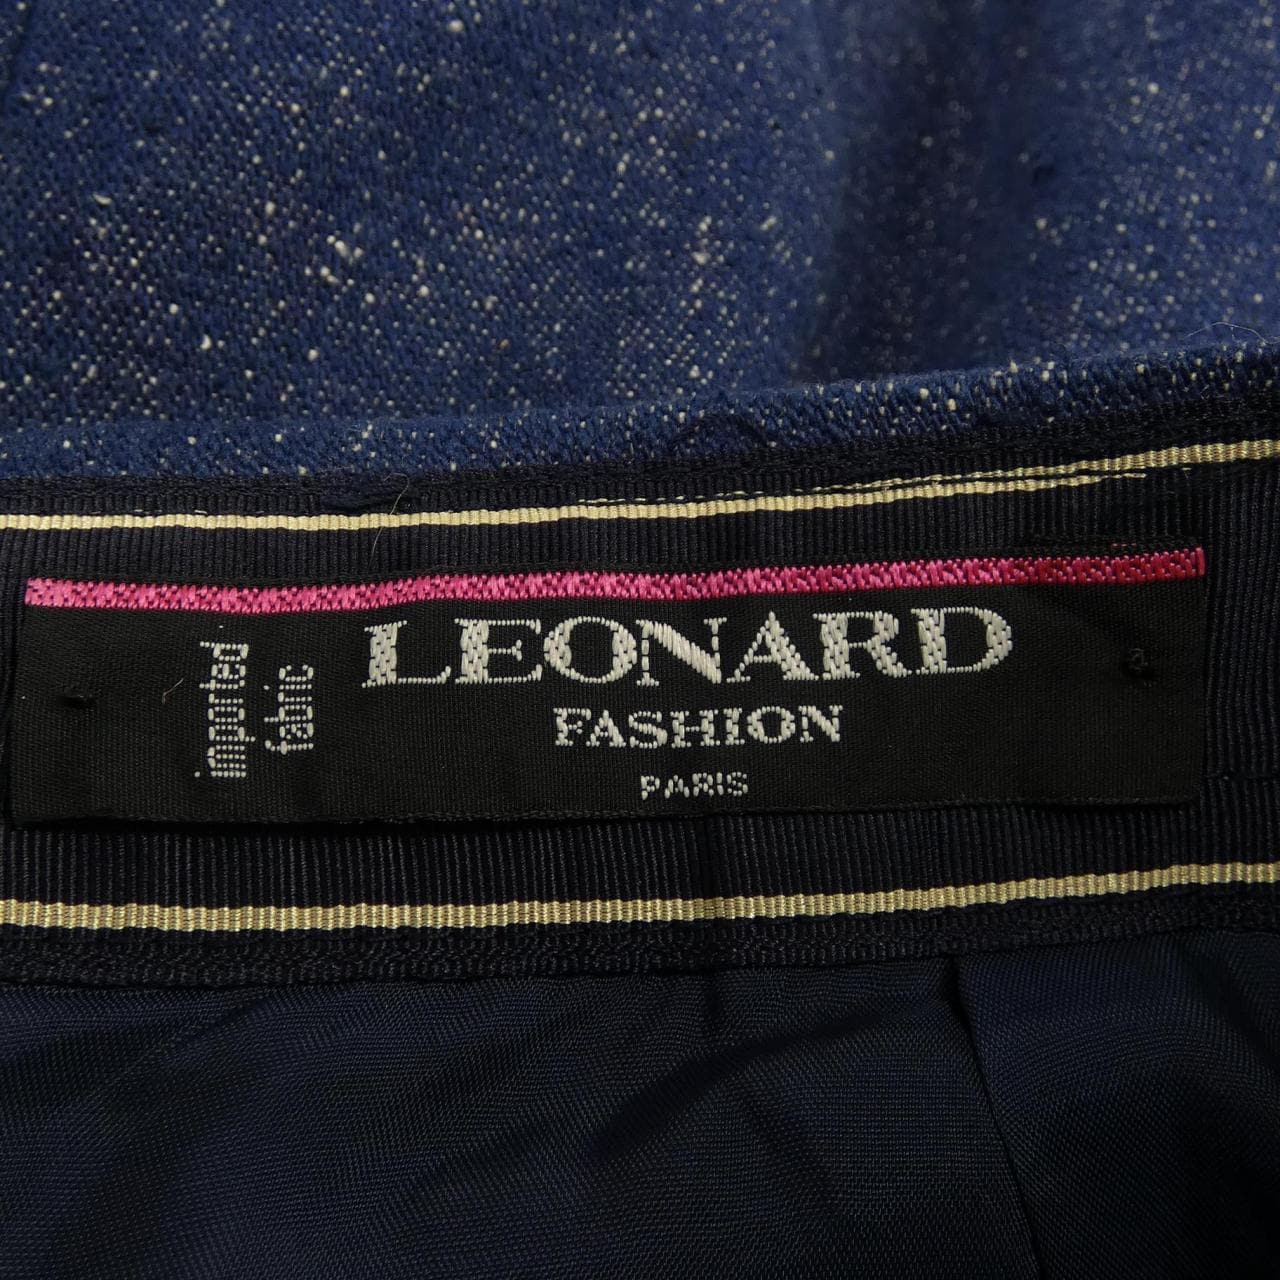 LEONARD
FASHION
PARIS
imported
fabric